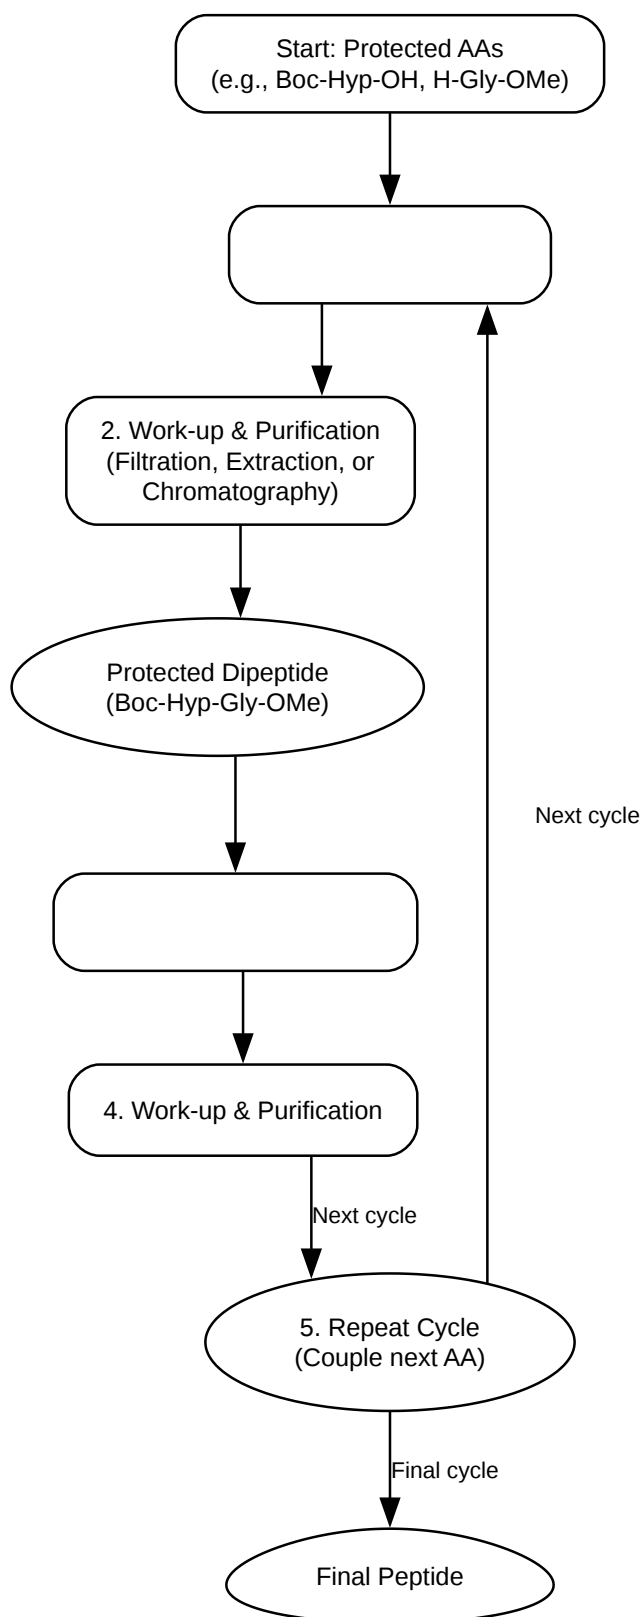 Start: Protected AAs
(e.g., Boc-Hyp-OH, H-Gly-OMe)
2. Work-up & Purification
(Filtration, Extraction, or
Chromatography)
Protected Dipeptide
(Boc-Hyp-Gly-OMe)
Next cycle
4. Work-up & Purification
Next cycle
5. Repeat Cycle
(Couple next AA)
Final cycle
Final Peptide